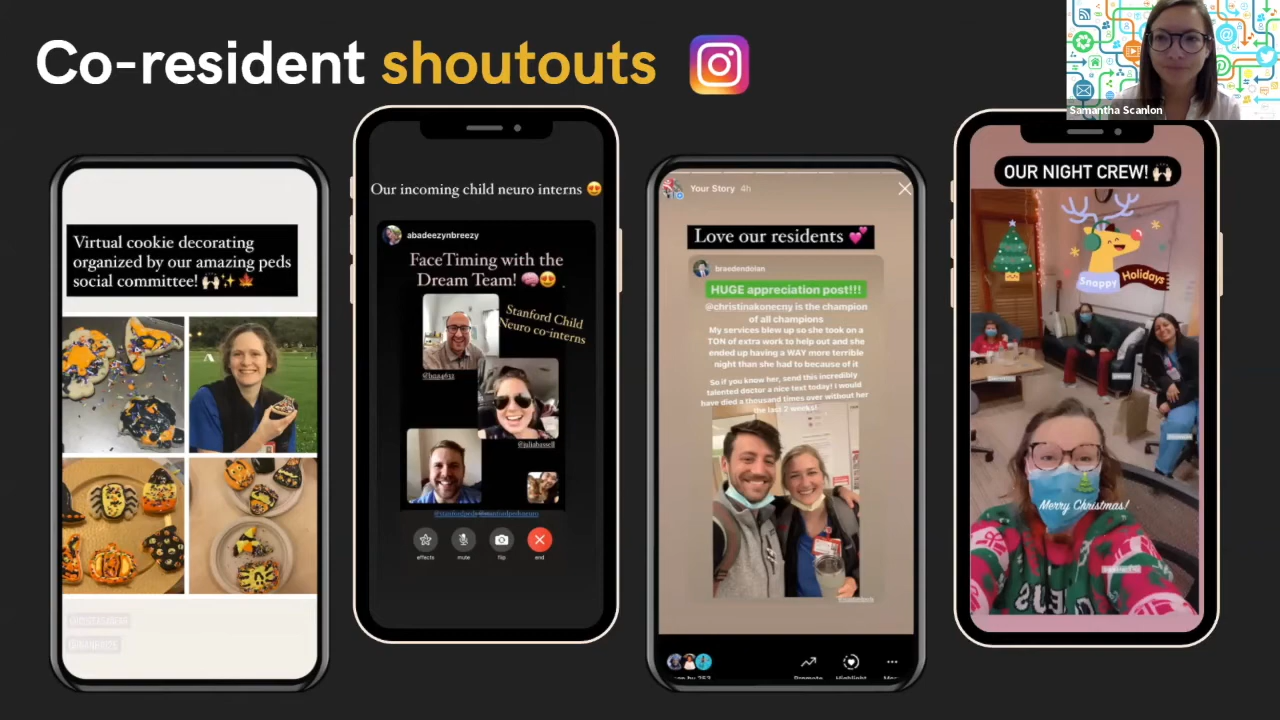 Co-resident shoutouts
Samantha Scanlon
Virtual cookie decorating
organized by our amazing peds
social committee! 🙌🏻✨🍁
Our incoming child neuro interns 😍
abadeezynbreezy
FaceTiming with the
Dream Team! 🧠😍
Stanford Child
Neuro co-interns
@juliahassell
effects
mute
flip
end
Your Story 4h
Love our residents 💕
braedendolan
HUGE appreciation post!!!
@christinakonecny is the champion
of all champions
My services blew up so she took on a
TON of extra work to help out and she
ended up having a WAY more terrible
night than she had to because of it
So if you know her, send this incredibly
talented doctor a nice text today! I would
have died a thousand times over without her
the last 2 weeks!
Promote
Highlight
OUR NIGHT CREW! 🙌🏻
Snappy Holidays
Merry Christmas!